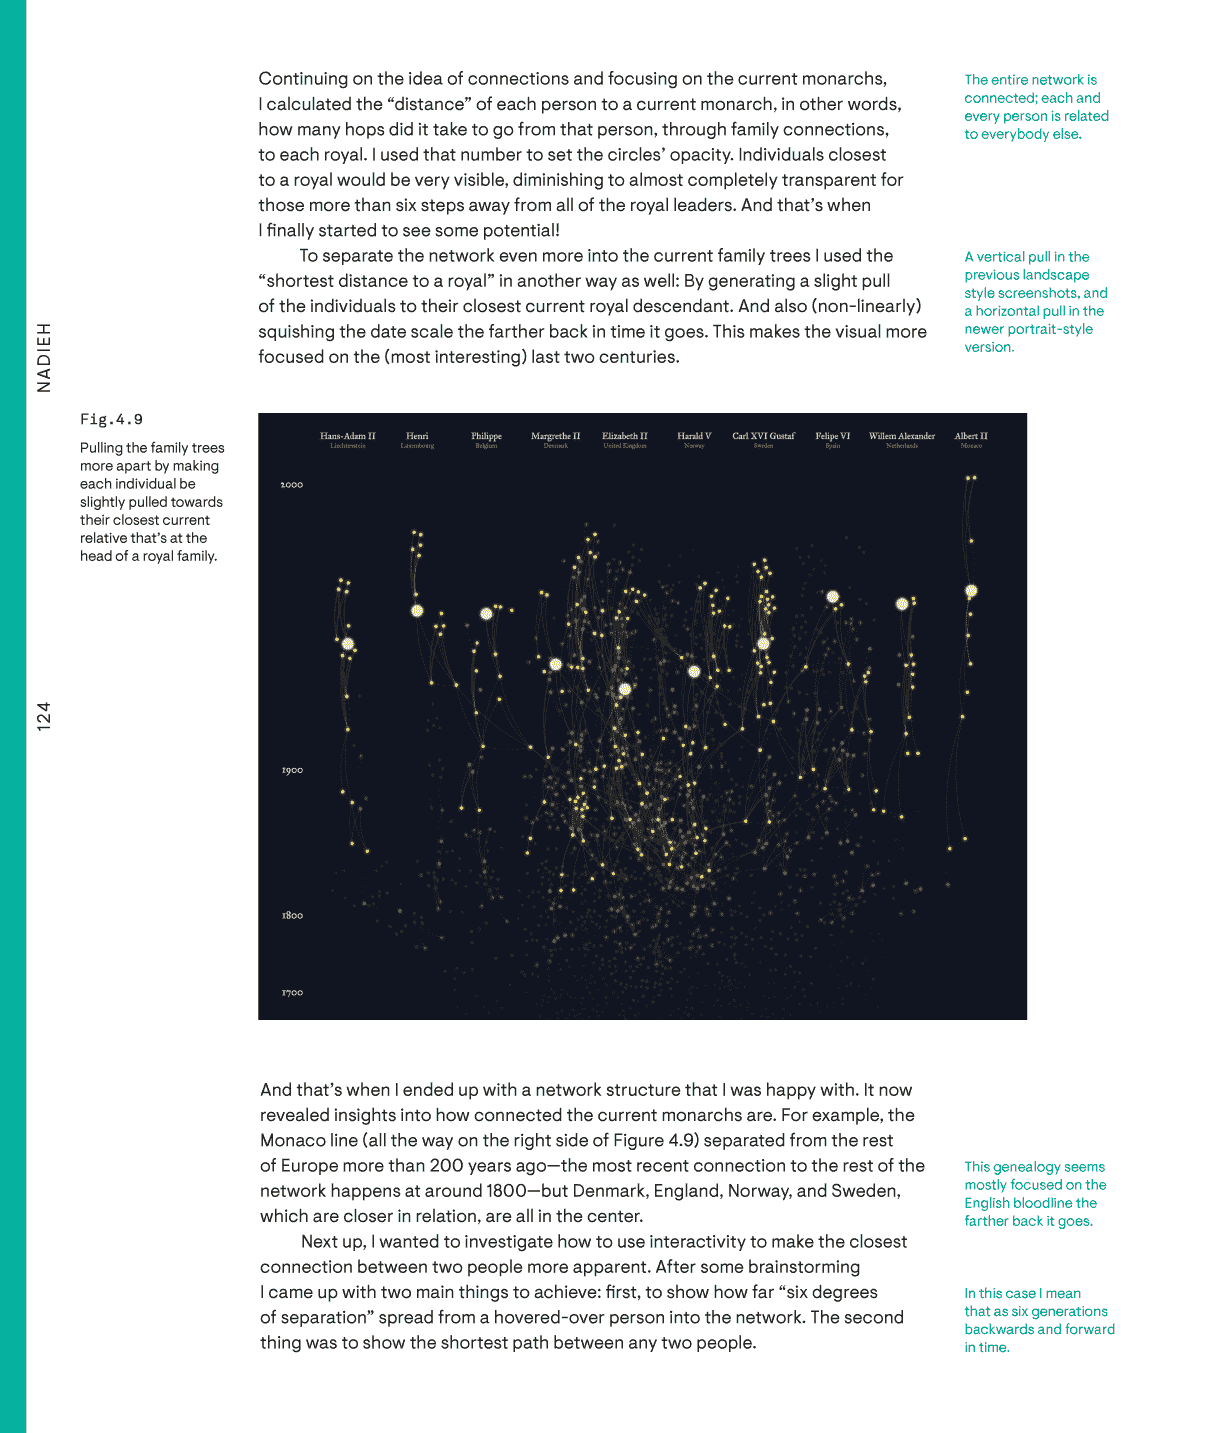 Continuing on the idea of connections and focusing on the current monarchs,
I calculated the “distance” of each person to a current monarch, in other words,
how many hops did it take to go from that person, through family connections,
to each royal. I used that number to set the circles’ opacity. Individuals closest
to a royal would be very visible, diminishing to almost completely transparent for
those more than six steps away from all of the royal leaders. And that’s when
I finally started to see some potential!
To separate the network even more into the current family trees I used the
“shortest distance to a royal” in another way as well: By generating a slight pull
of the individuals to their closest current royal descendant. And also (non-linearly)
squishing the date scale the farther back in time it goes. This makes the visual more
focused on the (most interesting) last two centuries.
The entire network is
connected; each and
every person is related
to everybody else.
A vertical pull in the
previous landscape
style screenshots, and
a horizontal pull in the
newer portrait-style
version.
NADIEH
124
Fig.4.9
Pulling the family trees
more apart by making
each individual be
slightly pulled towards
their closest current
relative that’s at the
head of a royal family.
Hans-Adam II
Liechtenstein
Henri
Luxembourg
Philippe
Belgium
Margrethe II
Denmark
Elizabeth II
United Kingdom
Harald V
Norway
Carl XVI Gustaf
Sweden
Felipe VI
Spain
Willem Alexander
Netherlands
Albert II
Monaco
2000
1900
1800
1700
And that’s when I ended up with a network structure that I was happy with. It now
revealed insights into how connected the current monarchs are. For example, the
Monaco line (all the way on the right side of Figure 4.9) separated from the rest
of Europe more than 200 years ago—the most recent connection to the rest of the
network happens at around 1800—but Denmark, England, Norway, and Sweden,
which are closer in relation, are all in the center.
Next up, I wanted to investigate how to use interactivity to make the closest
connection between two people more apparent. After some brainstorming
I came up with two main things to achieve: first, to show how far “six degrees
of separation” spread from a hovered-over person into the network. The second
thing was to show the shortest path between any two people.
This genealogy seems
mostly focused on the
English bloodline the
farther back it goes.
In this case I mean
that as six generations
backwards and forward
in time.